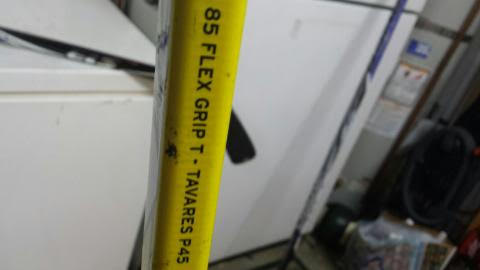 85 FLEX GRIP T - TAVARES P45